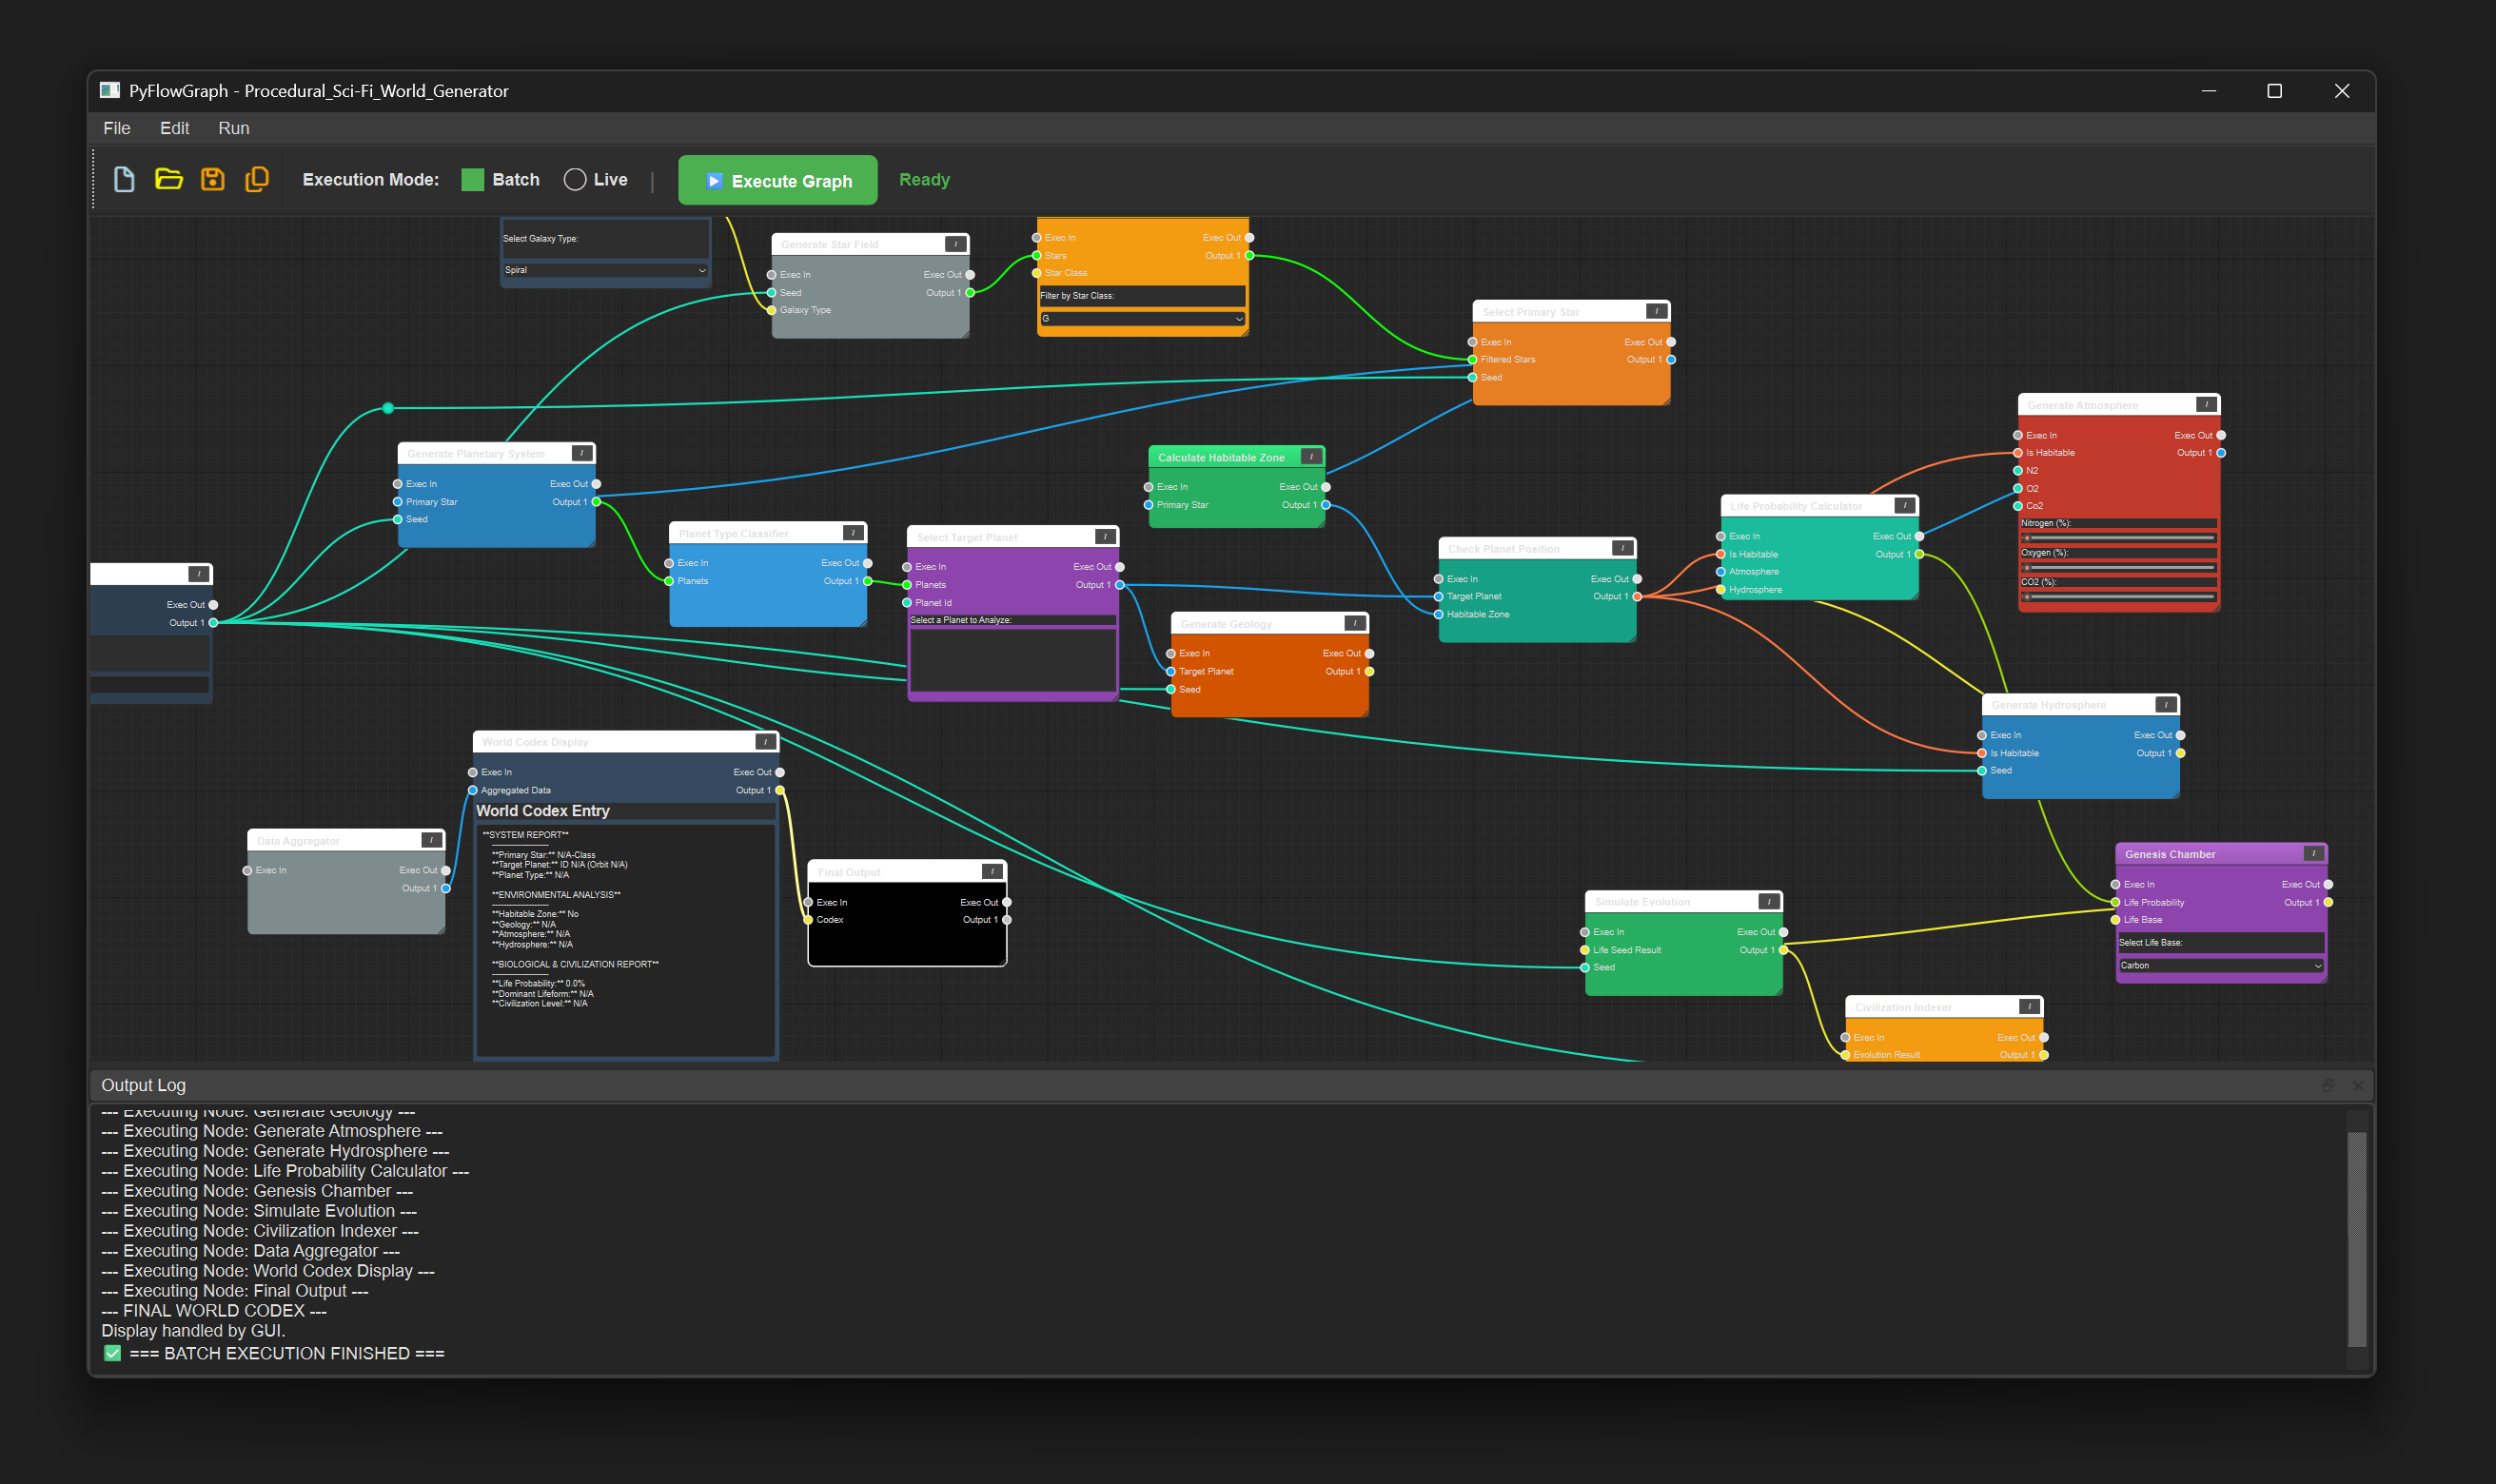 PyFlowGraph - Procedural_Sci-Fi_World_Generator
File Edit Run
Execution Mode: Batch Live | Execute Graph Ready
Select Galaxy Type:
Spiral
Generate Star Field
Exec In Exec Out
Seed Output 1
Galaxy Type
Exec In Exec Out
Stars Output 1
Star Class
Filter by Star Class:
G
Select Primary Star
Exec In Exec Out
Filtered Stars Output 1
Seed
Generate Atmosphere
Exec In Exec Out
Is Habitable Output 1
N2
O2
Co2
Nitrogen (%):
Oxygen (%):
CO2 (%):
Generate Planetary System
Exec In Exec Out
Primary Star Output 1
Seed
Calculate Habitable Zone
Exec In Exec Out
Primary Star Output 1
Life Probability Calculator
Exec In Exec Out
Is Habitable Output 1
Atmosphere
Hydrosphere
Planet Type Classifier
Exec In Exec Out
Planets Output 1
Select Target Planet
Exec In Exec Out
Planets Output 1
Planet Id
Select a Planet to Analyze:
Check Planet Position
Exec In Exec Out
Target Planet Output 1
Habitable Zone
Exec Out
Output 1
Generate Geology
Exec In Exec Out
Target Planet Output 1
Seed
Generate Hydrosphere
Exec In Exec Out
Is Habitable Output 1
Seed
World Codex Display
Exec In Exec Out
Aggregated Data Output 1
World Codex Entry
**SYSTEM REPORT**
--------------------
**Primary Star:** N/A-Class
**Target Planet:** ID N/A (Orbit N/A)
**Planet Type:** N/A
**ENVIRONMENTAL ANALYSIS**
--------------------
**Habitable Zone:** No
**Geology:** N/A
**Atmosphere:** N/A
**Hydrosphere:** N/A
**BIOLOGICAL & CIVILIZATION REPORT**
--------------------
**Life Probability:** 0.0%
**Dominant Lifeform:** N/A
**Civilization Level:** N/A
Data Aggregator
Exec In Exec Out
Output 1
Final Output
Exec In Exec Out
Codex Output 1
Genesis Chamber
Exec In Exec Out
Life Probability Output 1
Life Base
Select Life Base:
Carbon
Simulate Evolution
Exec In Exec Out
Life Seed Result Output 1
Seed
Civilization Indexer
Exec In Exec Out
Evolution Result Output 1
Output Log
--- Executing Node: Generate Geology ---
--- Executing Node: Generate Atmosphere ---
--- Executing Node: Generate Hydrosphere ---
--- Executing Node: Life Probability Calculator ---
--- Executing Node: Genesis Chamber ---
--- Executing Node: Simulate Evolution ---
--- Executing Node: Civilization Indexer ---
--- Executing Node: Data Aggregator ---
--- Executing Node: World Codex Display ---
--- Executing Node: Final Output ---
--- FINAL WORLD CODEX ---
Display handled by GUI.
✅ === BATCH EXECUTION FINISHED ===